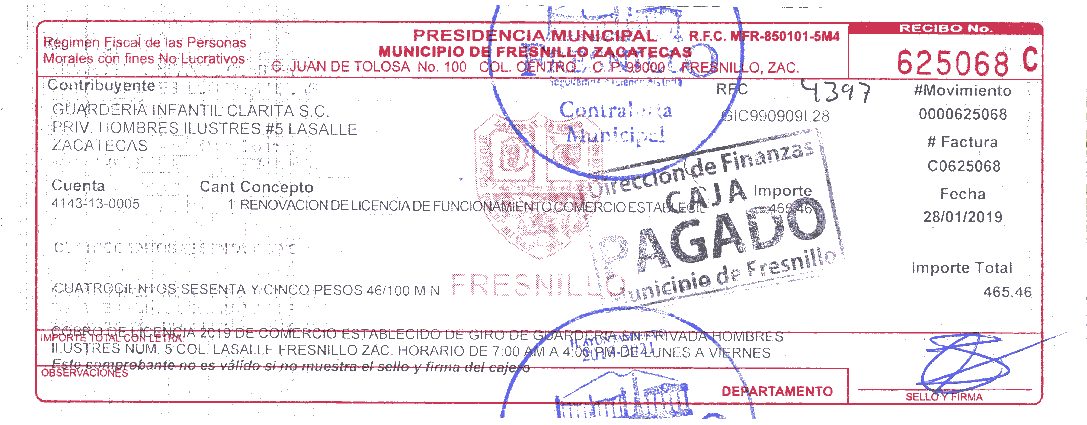 Régimen Fiscal de las Personas
Morales con fines No Lucrativos
PRESIDENCIA MUNICIPAL R.F.C. MFR-850101-5M4
MUNICIPIO DE FRESNILLO ZACATECAS
C. JUAN DE TOLOSA No. 100 COL. CENTRO, C.P. 99000 FRESNILLO, ZAC.
RECIBO No.
625068 C
Contribuyente
GUARDERIA INFANTIL CLARITA S.C.
PRIV. HOMBRES ILUSTRES #5 LASALLE
ZACATECAS
RFC 4397
GIC990909L28
#Movimiento
0000625068
# Factura
C0625068
Fecha
28/01/2019
Contraloria
Municipal
Dirección de Finanzas
CAJA
PAGADO
Municipio de Fresnillo
Cuenta Cant Concepto Importe
4143-13-0005 1 RENOVACION DE LICENCIA DE FUNCIONAMIENTO COMERCIO ESTABLECIL 465.46
FRESNILLO
Importe Total
465.46
CUATROCIENTOS SESENTA Y CINCO PESOS 46/100 M N
IMPORTE TOTAL CON LETRA
COBRO DE LICENCIA 2019 DE COMERCIO ESTABLECIDO DE GIRO DE GUARDERIA EN PRIVADA HOMBRES
ILUSTRES NUM. 5 COL. LASALLE FRESNILLO ZAC. HORARIO DE 7:00 AM A 4:00 PM DE LUNES A VIERNES
Este comprobante no es válido si no muestra el sello y firma del cajero
OBSERVACIONES
DEPARTAMENTO
SELLO Y FIRMA